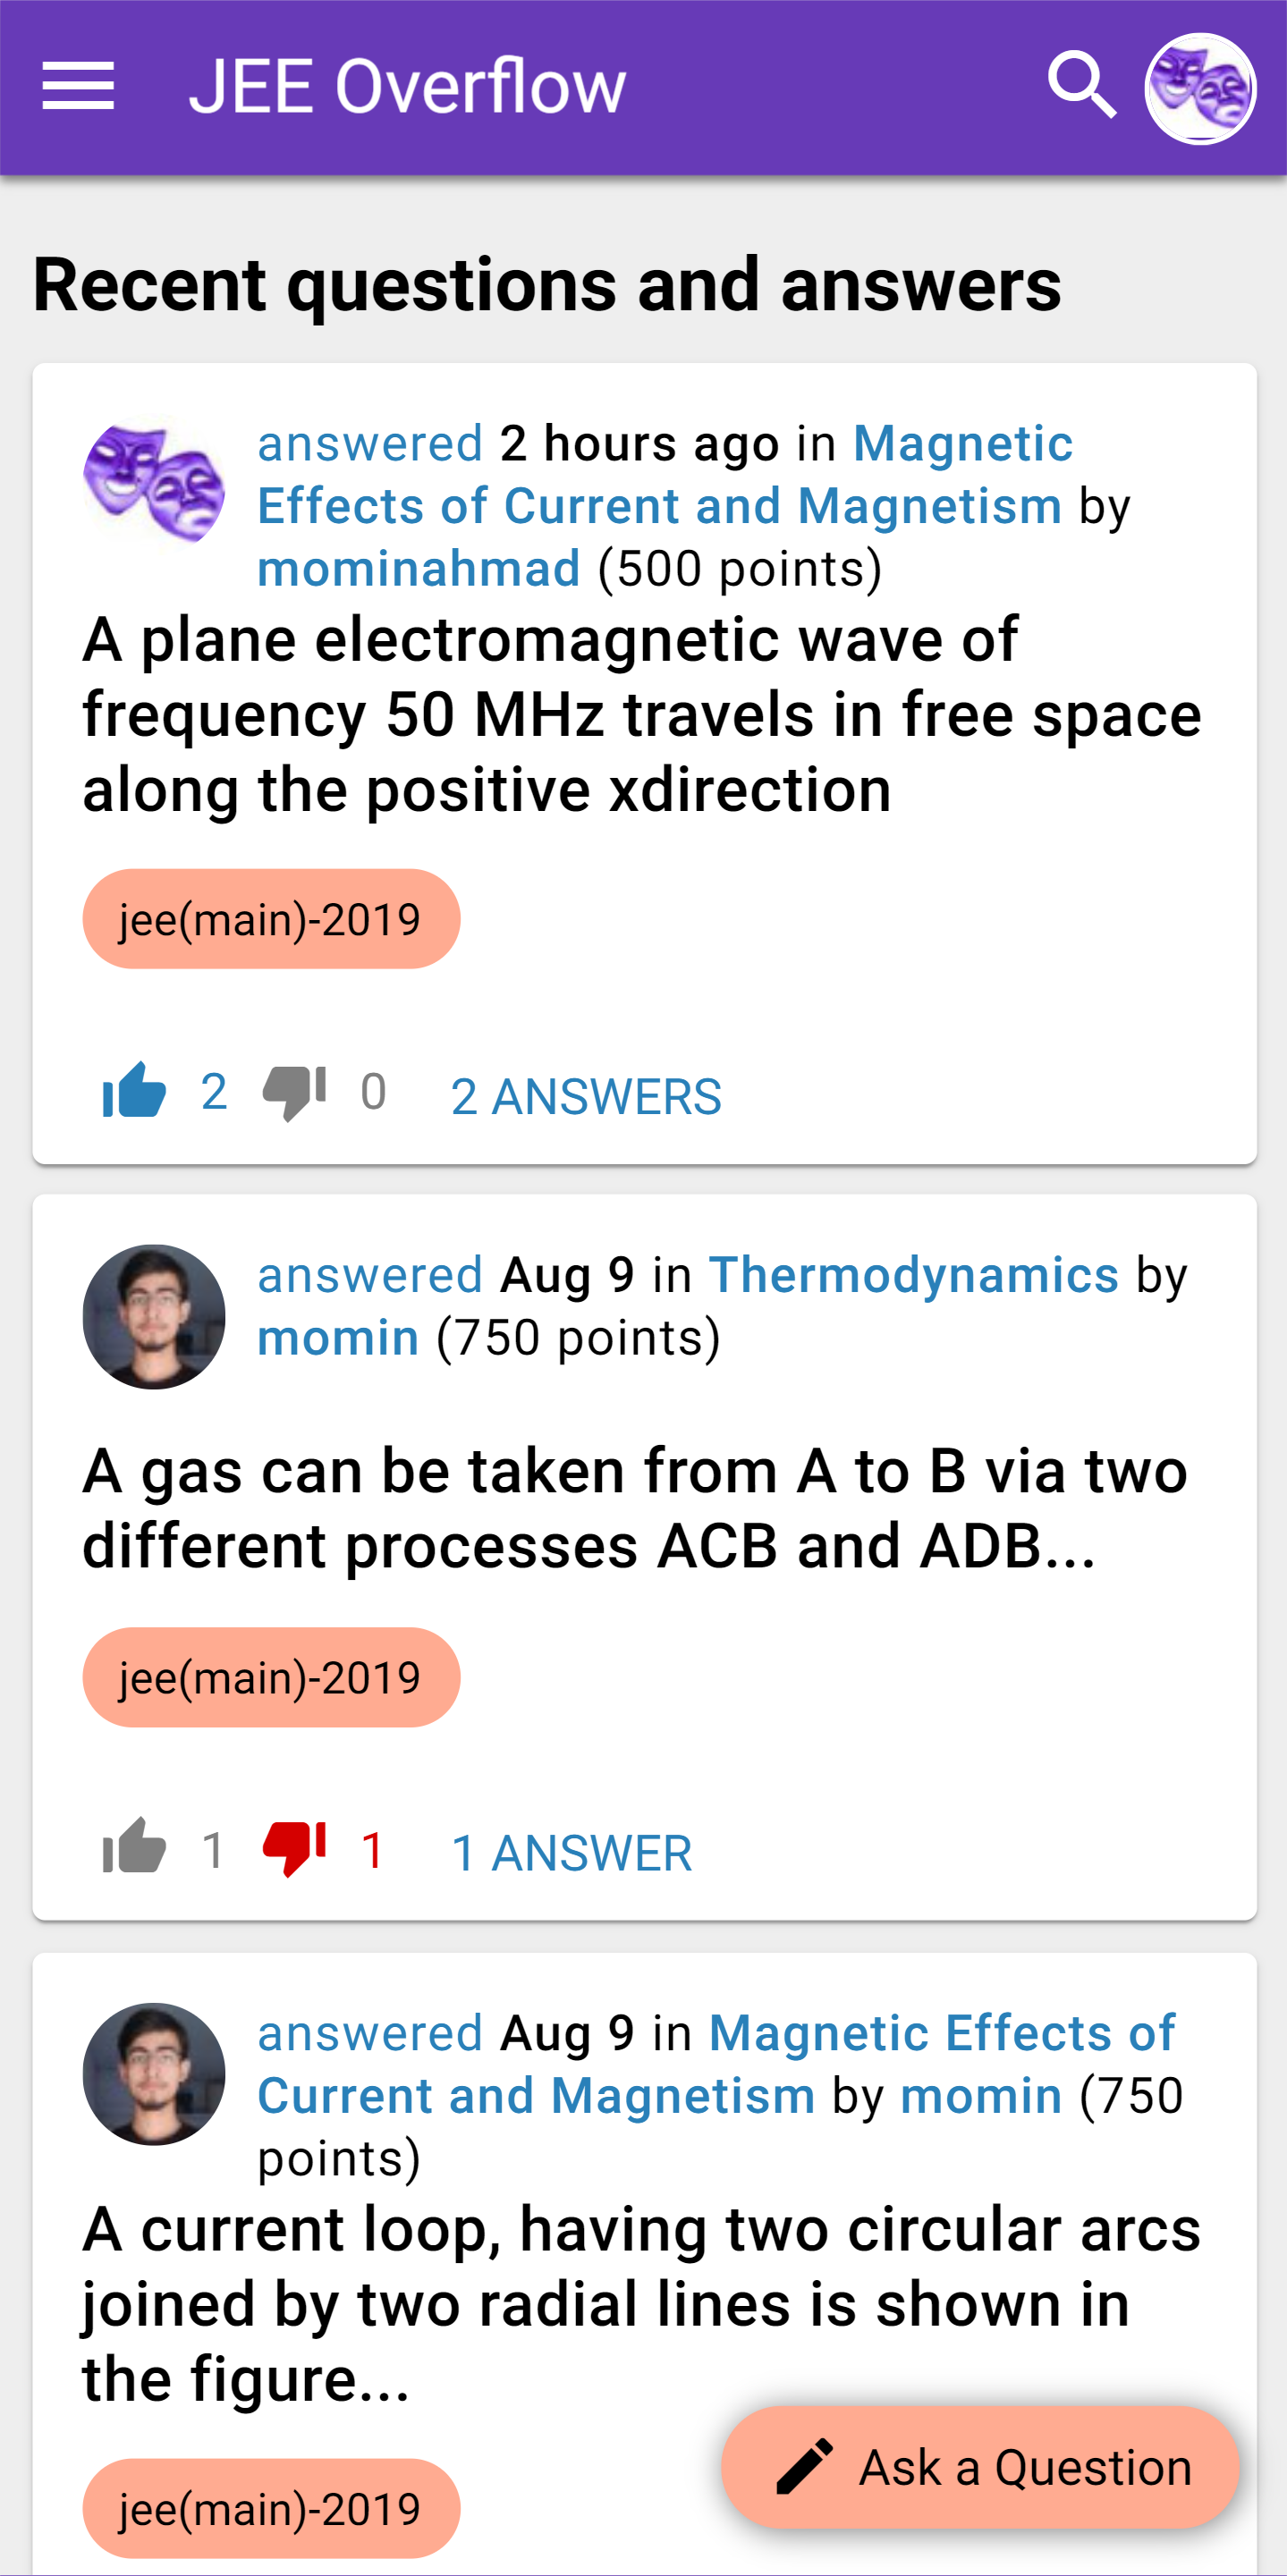 JEE Overflow
Recent questions and answers
answered 2 hours ago in Magnetic
Effects of Current and Magnetism by
mominahmad (500 points)
A plane electromagnetic wave of
frequency 50 MHz travels in free space
along the positive xdirection
jee(main)-2019
2 0 2 ANSWERS
answered Aug 9 in Thermodynamics by
momin (750 points)
A gas can be taken from A to B via two
different processes ACB and ADB...
jee(main)-2019
1 1 1 ANSWER
answered Aug 9 in Magnetic Effects of
Current and Magnetism by momin (750
points)
A current loop, having two circular arcs
joined by two radial lines is shown in
the figure...
Ask a Question
jee(main)-2019